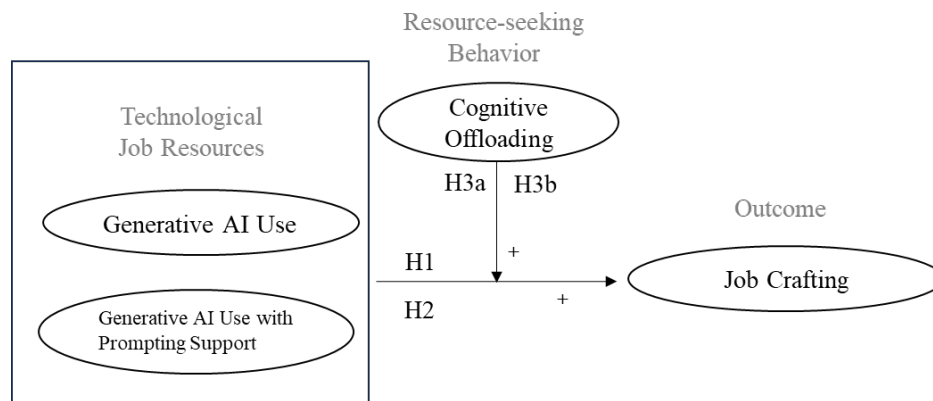 Resource-seeking
Behavior
Cognitive
Offloading
Technological
Job Resources
H3a H3b
Generative AI Use
Outcome
+
H1
Job Crafting
+
H2
Generative AI Use with
Prompting Support